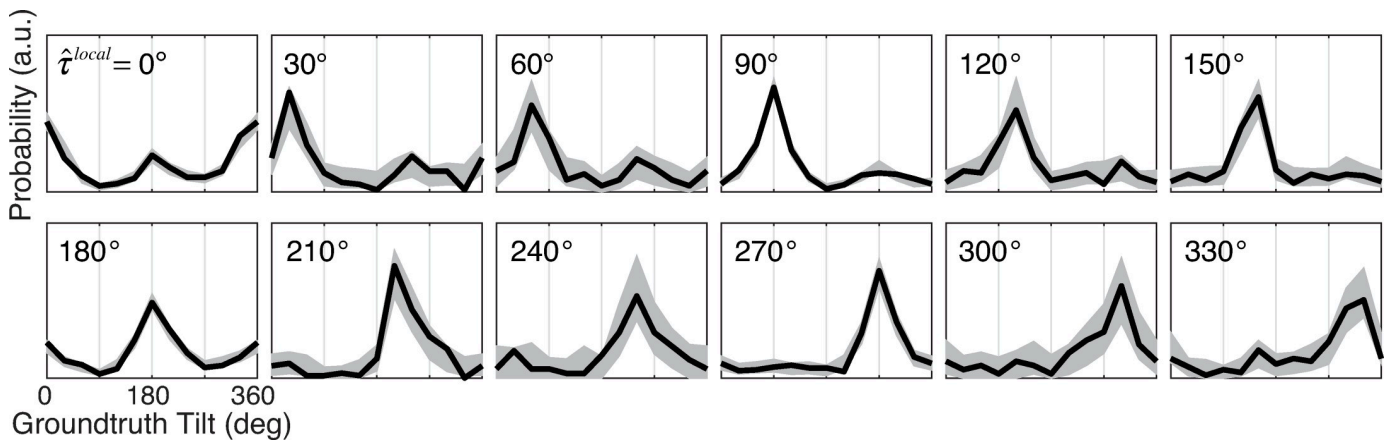 Probability (a.u.)
τ̂ˡᵒᶜᵃˡ = 0°
30°
60°
90°
120°
150°
180°
210°
240°
270°
300°
330°
0 180 360
Groundtruth Tilt (deg)